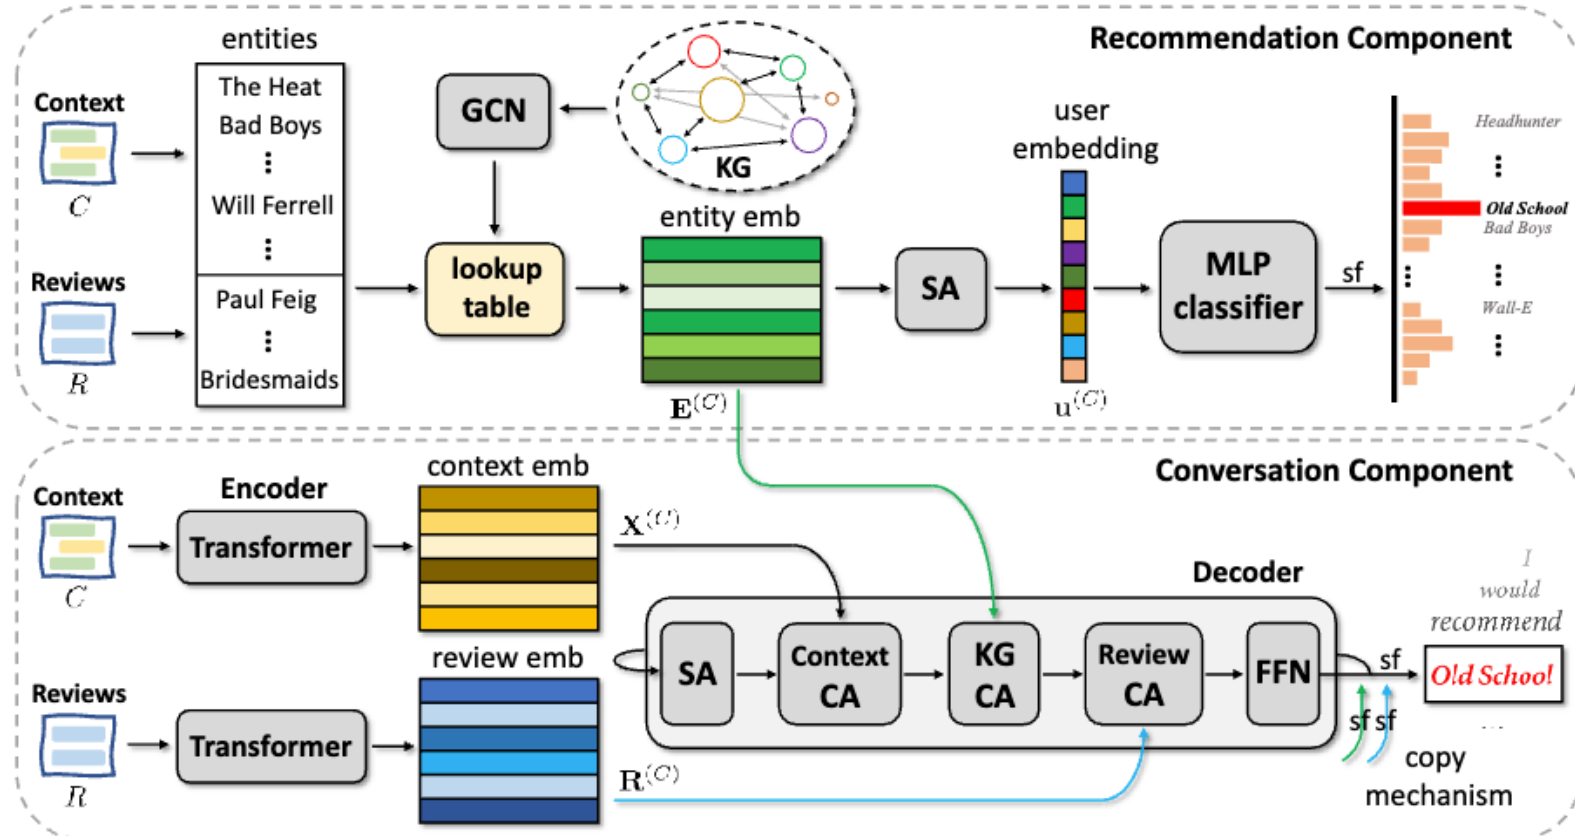 Recommendation Component
entities
Context
C
Reviews
R
The Heat
Bad Boys
⋮
Will Ferrell
⋮
Paul Feig
⋮
Bridesmaids
GCN
KG
lookup
table
entity emb
E^(C)
SA
user
embedding
u^(C)
MLP
classifier
sf
Headhunter
⋮
Old School
Bad Boys
⋮ ⋮
Wall-E
⋮
Conversation Component
Context
C
Reviews
R
Encoder
Transformer
Transformer
context emb
X^(C)
review emb
R^(C)
Decoder
SA
Context
CA
KG
CA
Review
CA
FFN
sf
sf sf
copy
mechanism
I
would
recommend
Old School
...